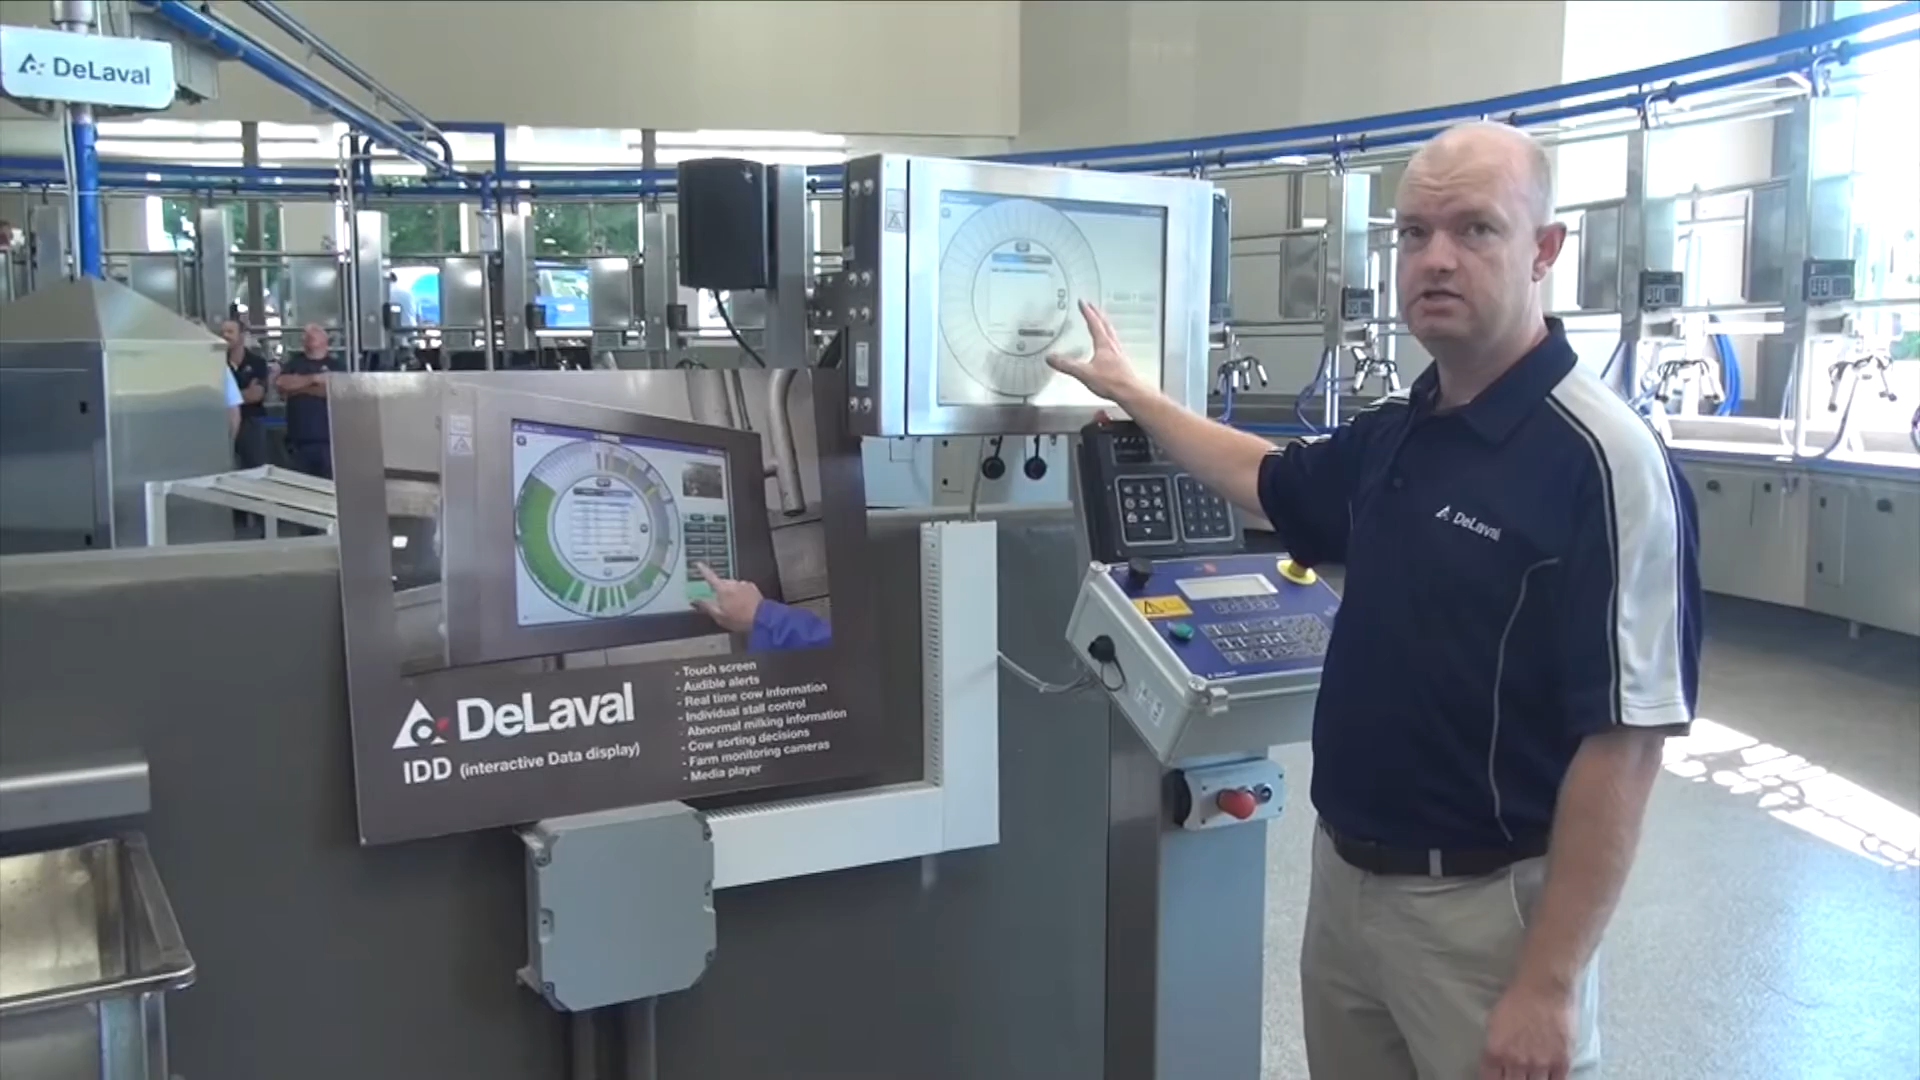 DeLaval
DeLaval
- Touch screen
- Audible alerts
- Real time cow information
- Individual stall control
Abnormal milking information
- Cow sorting decisions
- Farm monitoring cameras
- Media player
DeLaval
IDD (interactive Data display)